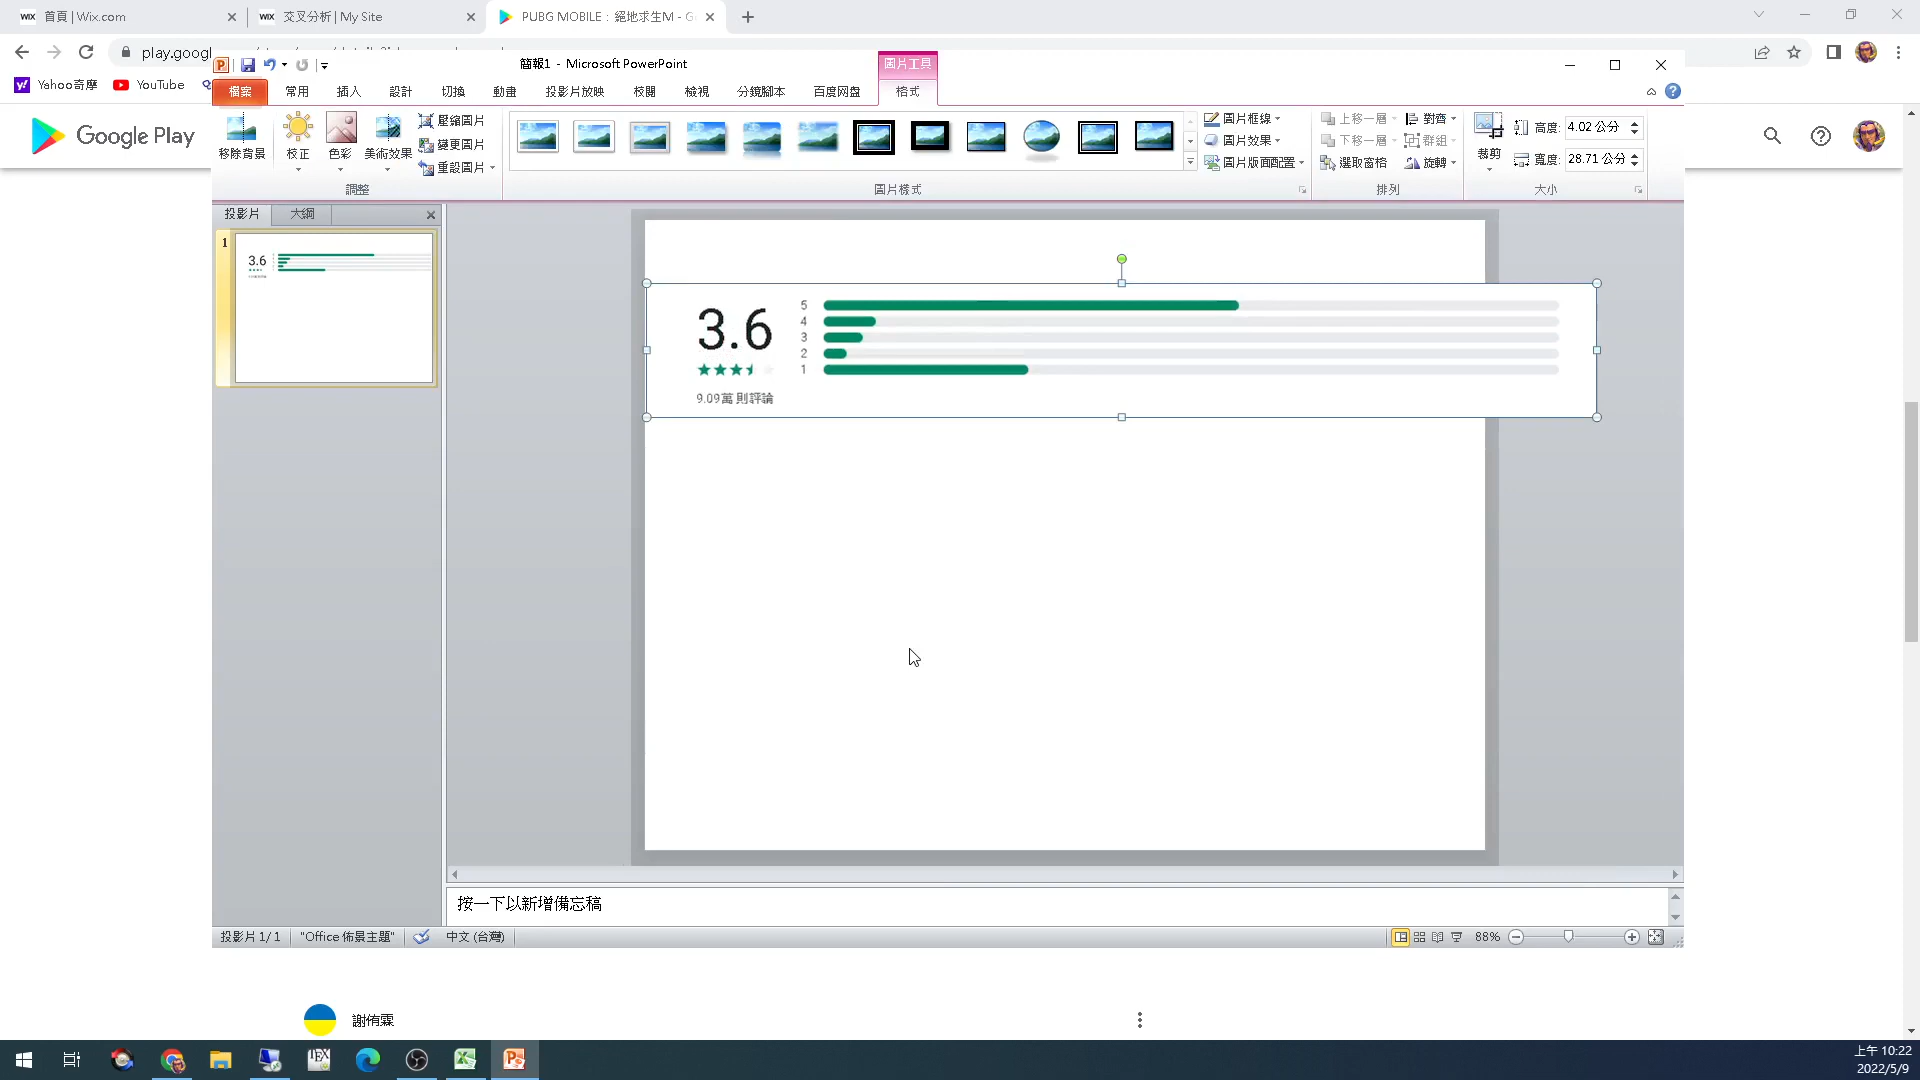 首頁 | Wix.com
交叉分析 | My Site
PUBG MOBILE：絕地求生M - G
play.googl
Yahoo奇摩
YouTube
Google Play
簡報1 - Microsoft PowerPoint
圖片工具
檔案
常用
插入
設計
切換
動畫
投影片放映
校閱
檢視
分鏡腳本
百度网盘
格式
移除背景
校正
色彩
美術效果
壓縮圖片
變更圖片
重設圖片
調整
圖片樣式
圖片框線
圖片效果
圖片版面配置
上移一層
下移一層
選取窗格
對齊
群組
旋轉
排列
裁剪
高度: 4.02 公分
寬度: 28.71 公分
大小
投影片
大綱
1
3.6
3.6
5
4
3
2
1
9.09萬 則評論
按一下以新增備忘稿
投影片 1/1
"Office 佈景主題"
中文 (台灣)
88%
謝侑霖
上午 10:22
2022/5/9